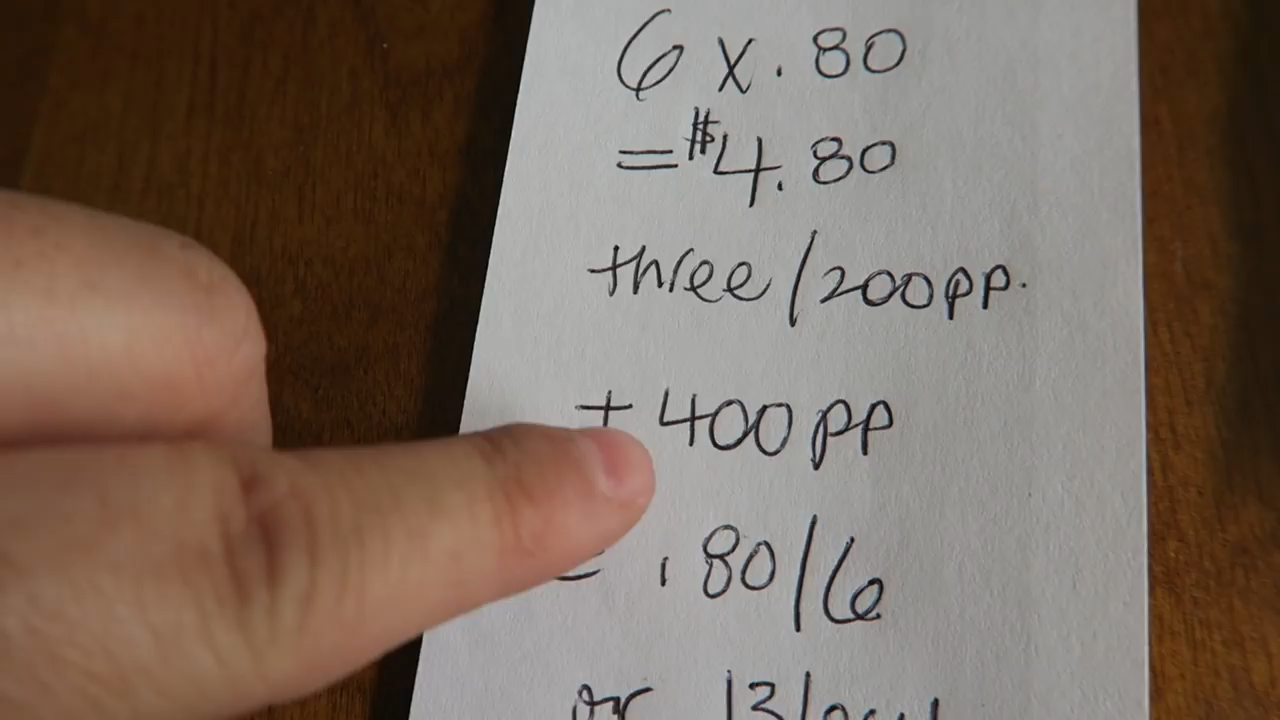 6 x .80
= $4.80
three/200pp.
+ 400pp
= .80/6
or